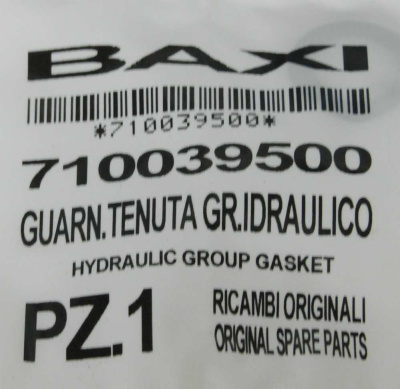 BAXI
*710039500*
710039500
GUARN.TENUTA GR.IDRAULICO
HYDRAULIC GROUP GASKET
PZ.1
RICAMBI ORIGINALI
ORIGINAL SPARE PARTS